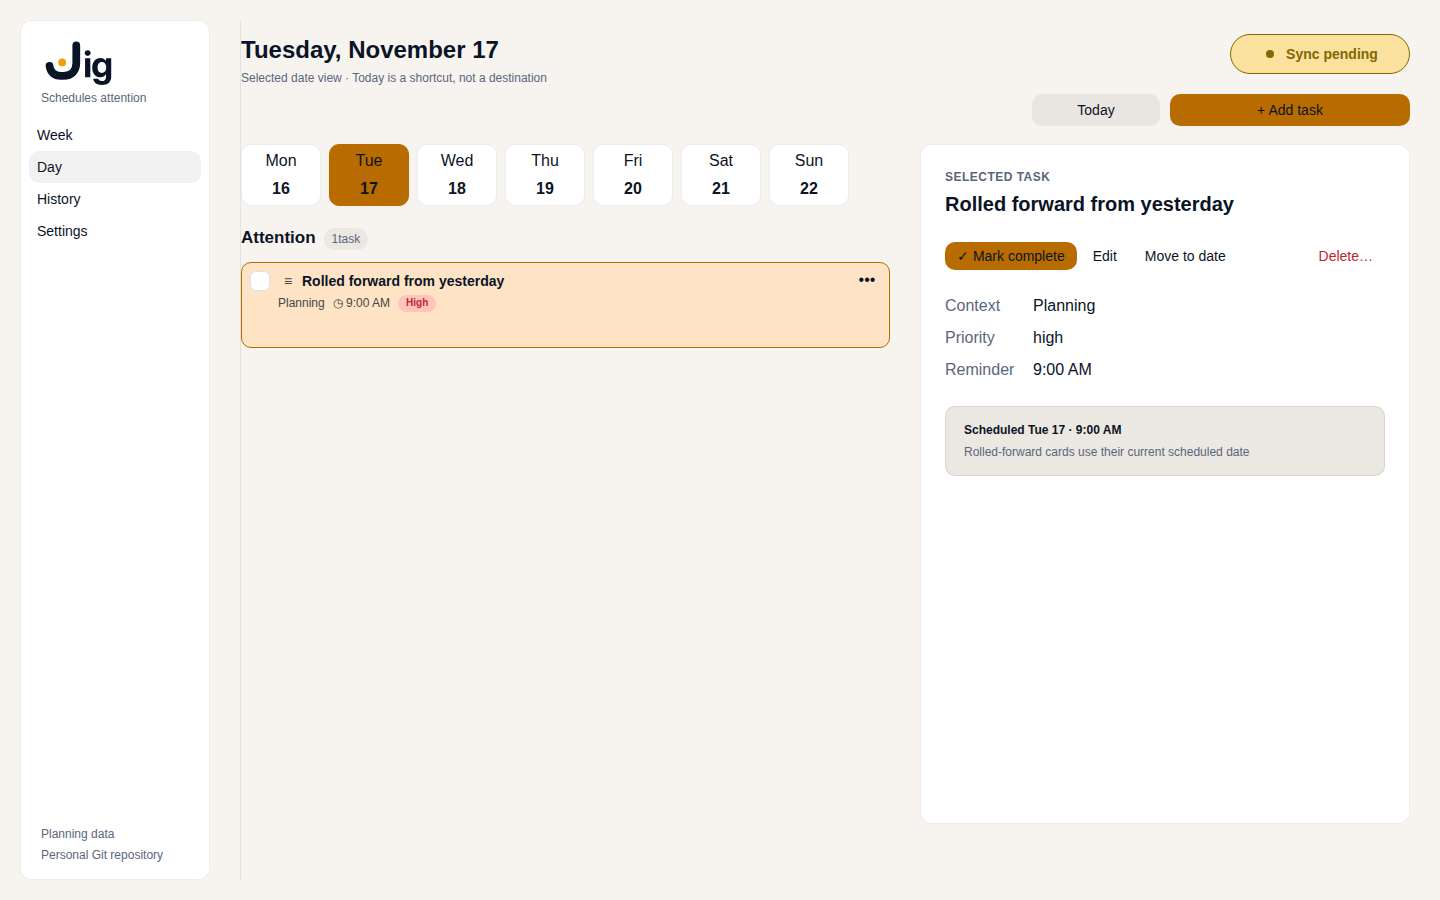 Jig
Schedules attention
Week
Day
History
Settings
Planning data
Personal Git repository
Tuesday, November 17
Selected date view · Today is a shortcut, not a destination
Sync pending
Today
+ Add task
Mon Tue Wed Thu Fri Sat Sun
16 17 18 19 20 21 22
Attention 1task
≡ Rolled forward from yesterday •••
Planning ◷ 9:00 AM High
SELECTED TASK
Rolled forward from yesterday
✓ Mark complete Edit Move to date Delete…
Context Planning
Priority high
Reminder 9:00 AM
Scheduled Tue 17 · 9:00 AM
Rolled-forward cards use their current scheduled date